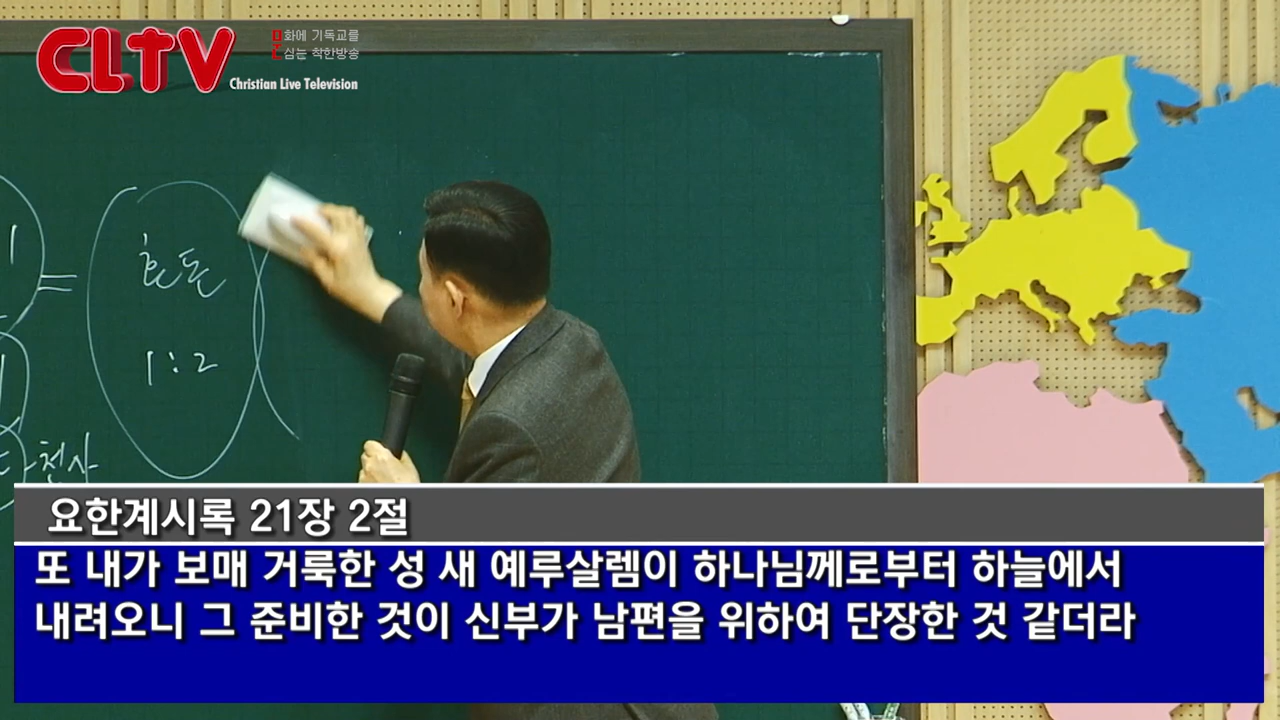 CLTV
문화에 기독교를
심는 착한방송
Christian Live Television
1 =
혼돈
1:2
1
천사
요한계시록 21장 2절
또 내가 보매 거룩한 성 새 예루살렘이 하나님께로부터 하늘에서
내려오니 그 준비한 것이 신부가 남편을 위하여 단장한 것 같더라